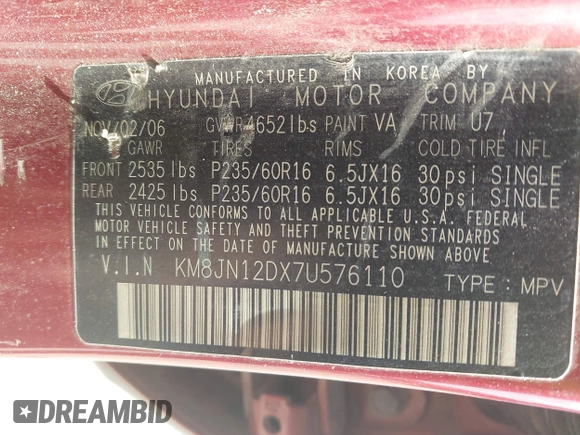 MANUFACTURED IN KOREA BY
HYUNDAI MOTOR COMPANY
NOV/02/06 GVWR 4652lbs PAINT VA TRIM U7
GAWR TIRES RIMS COLD TIRE INFL
FRONT 2535 lbs P235/60R16 6.5JX16 30psi SINGLE
REAR 2425 lbs P235/60R16 6.5JX16 30psi SINGLE
THIS VEHICLE CONFORMS TO ALL APPLICABLE U.S.A. FEDERAL
MOTOR VEHICLE SAFETY AND THEFT PREVENTION STANDARDS
IN EFFECT ON THE DATE OF MANUFACTURE SHOWN ABOVE.
V.I.N KM8JN12DX7U576110 TYPE : MPV
DREAMBID